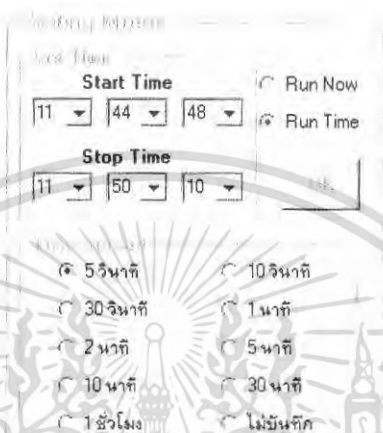 Start Time
Run Now
11 44 48
Run Time
Stop Time
11 50 10
5 วินาที
10 วินาที
30 วินาที
1 นาที
2 นาที
5 นาที
10 นาที
30 นาที
1 ชั่วโมง
ไม่บันทึก